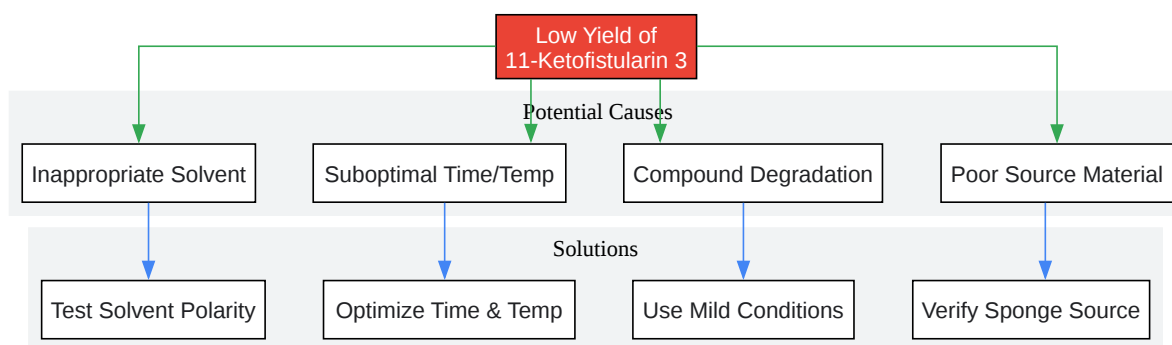 Low Yield of
11-Ketofistularin 3
Potential Causes
Inappropriate Solvent
Suboptimal Time/Temp
Compound Degradation
Poor Source Material
Solutions
Test Solvent Polarity
Optimize Time & Temp
Use Mild Conditions
Verify Sponge Source